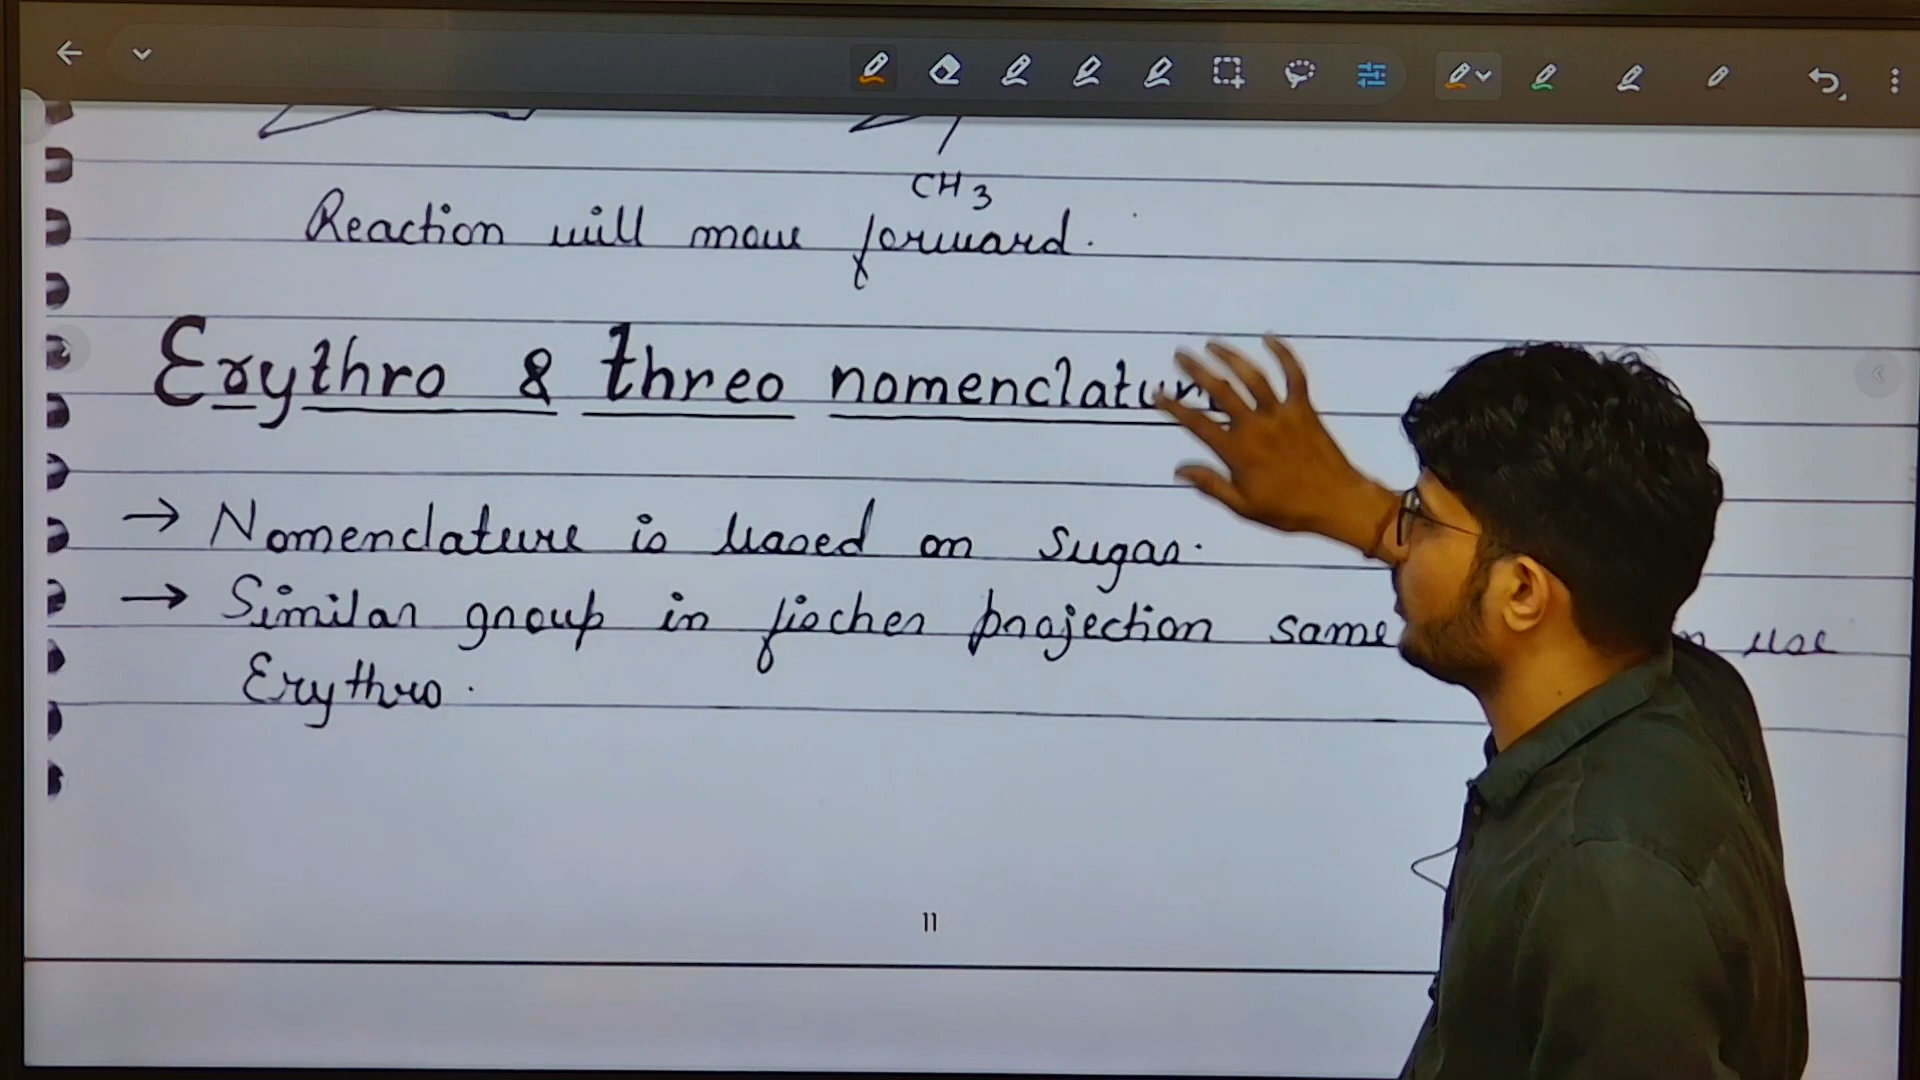 CH3
Reaction will move forward.
Erythro & threo nomenclature
→ Nomenclature is based on sugar.
→ Similar group in fischer projection same use
Erythro.
11